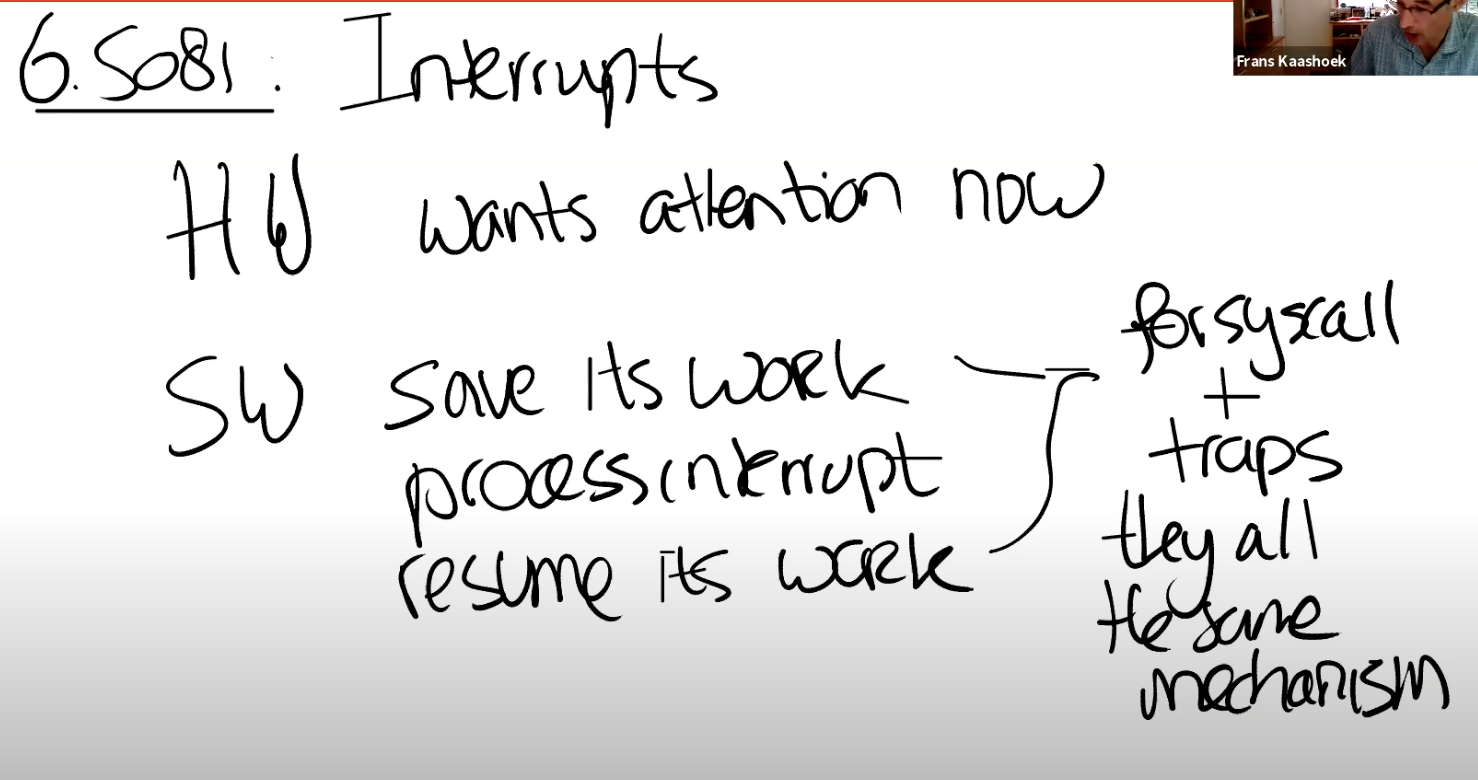 6.S081: Interrupts
Frans Kaashoek
HW wants attention now
SW save its work
process interrupt
resume its work
for syscall
+
traps
they all
the same
mechanism